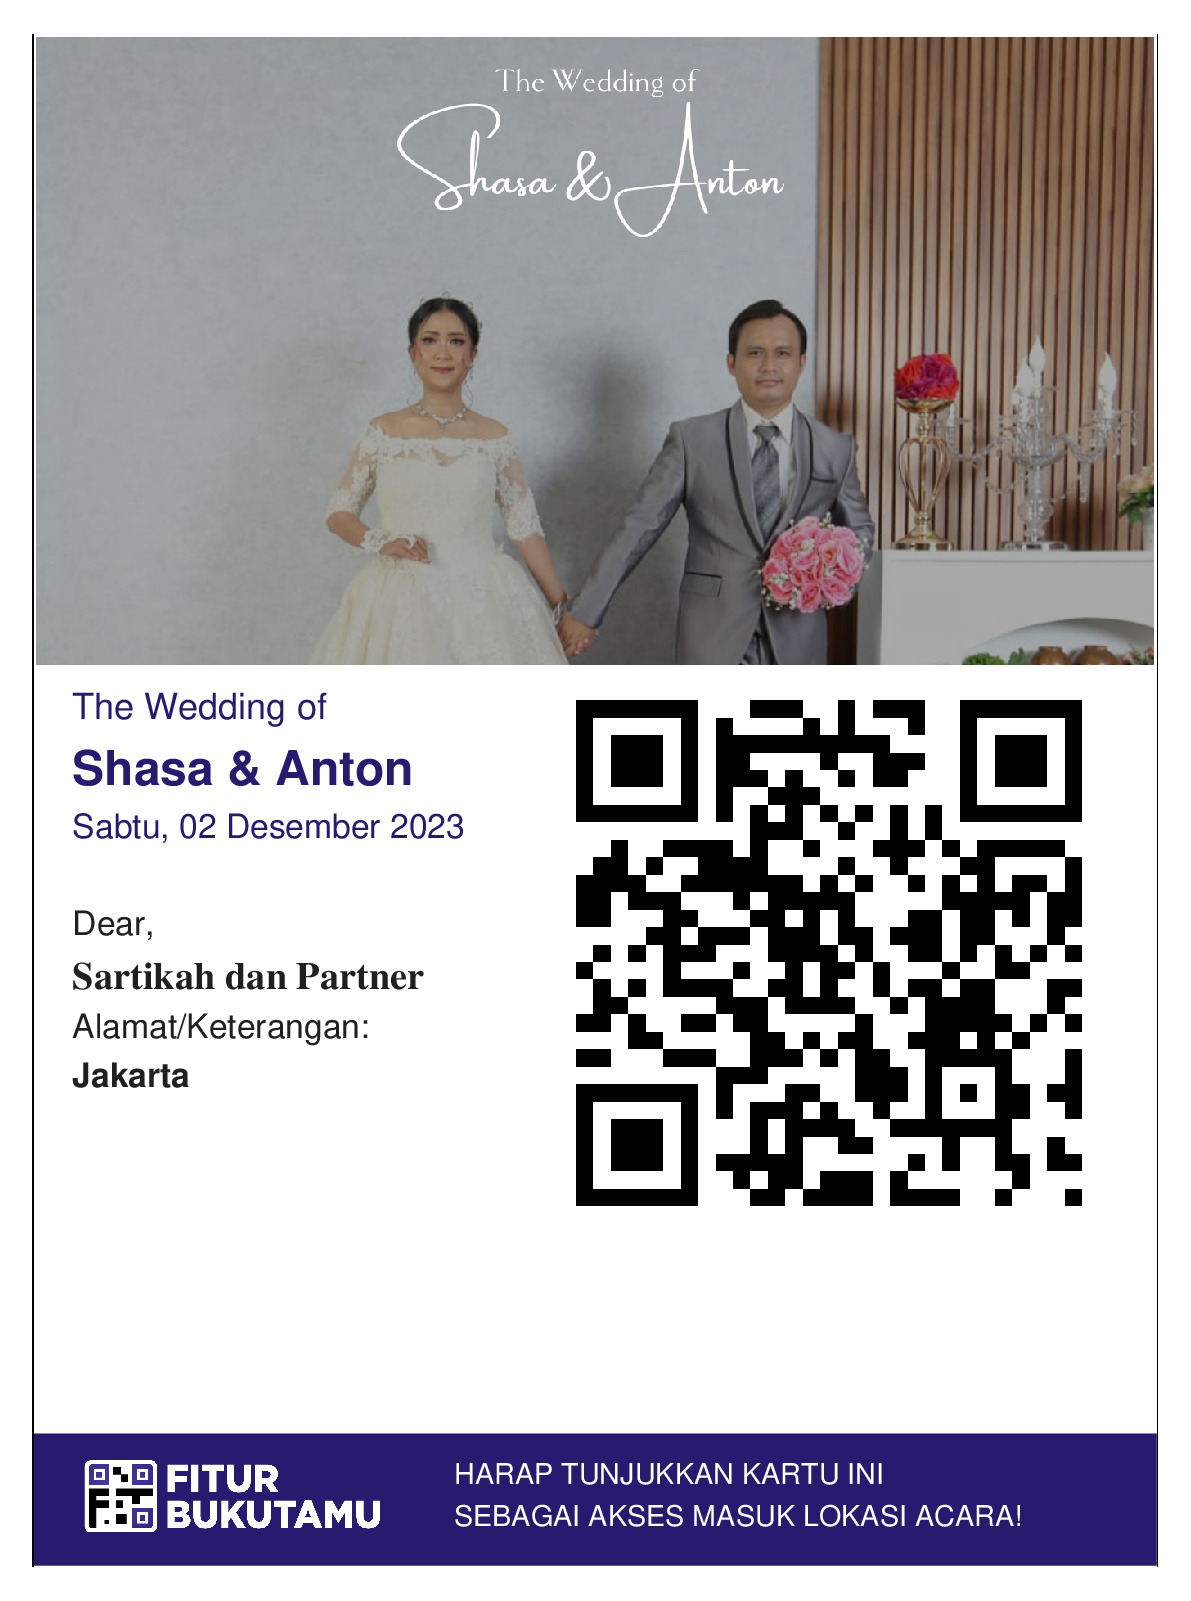 The Wedding of
Shasa & Anton
The Wedding of
Shasa & Anton
Sabtu, 02 Desember 2023
Dear,
Sartikah dan Partner
Alamat/Keterangan:
Jakarta
FITUR
BUKUTAMU
HARAP TUNJUKKAN KARTU INI
SEBAGAI AKSES MASUK LOKASI ACARA!